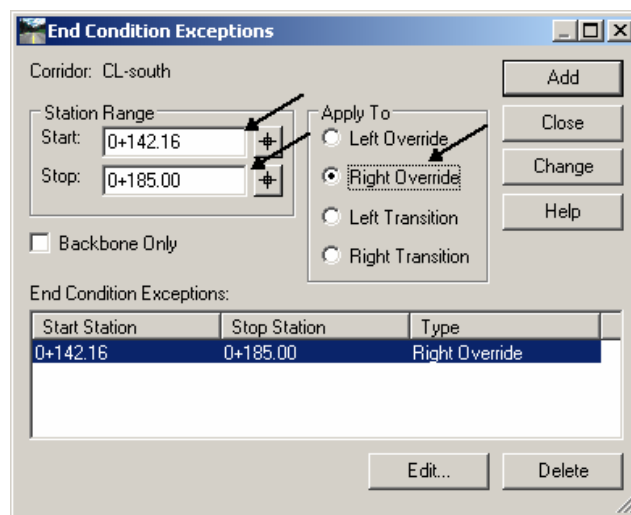 End Condition Exceptions
Corridor: CL-south
Add
Station Range
Apply To
Start: 0+142.16
Left Override
Close
Stop: 0+185.00
Right Override
Change
Left Transition
Help
Backbone Only
Right Transition
End Condition Exceptions:
Start Station Stop Station Type
0+142.16 0+185.00 Right Override
Edit... Delete